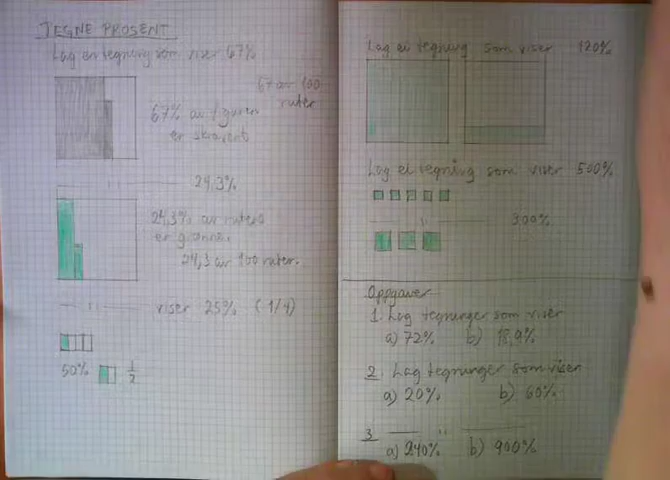 TEGNE PROSENT
Lag en tegning som viser 67%
67 av 100
ruter
67% av figuren
er skravert
24,3%
24,3% av rutene
er grønne.
24,3 av 100 ruter.
— " — viser 25% (1/4)
50% 1/2
Lag ei tegning som viser 120%
Lag ei tegning som viser 500%
— " — 300%
Oppgaver
1. Lag tegninger som viser
a) 72% b) 18,9%
2. Lag tegninger som viser
a) 20% b) 60%
3. — " —
a) 240% b) 900%